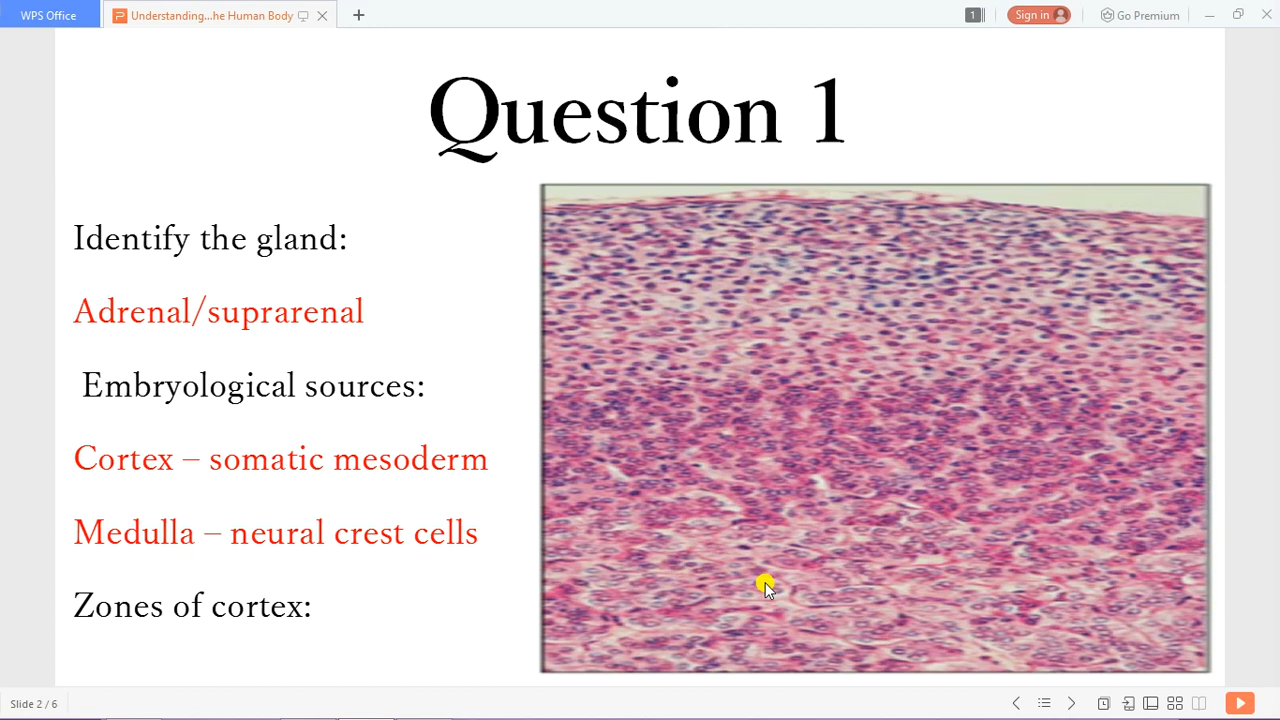 WPS Office
Understanding...he Human Body
1
Sign in
Go Premium
Question 1
Identify the gland:
Adrenal/suprarenal
Embryological sources:
Cortex – somatic mesoderm
Medulla – neural crest cells
Zones of cortex:
Slide 2 / 6